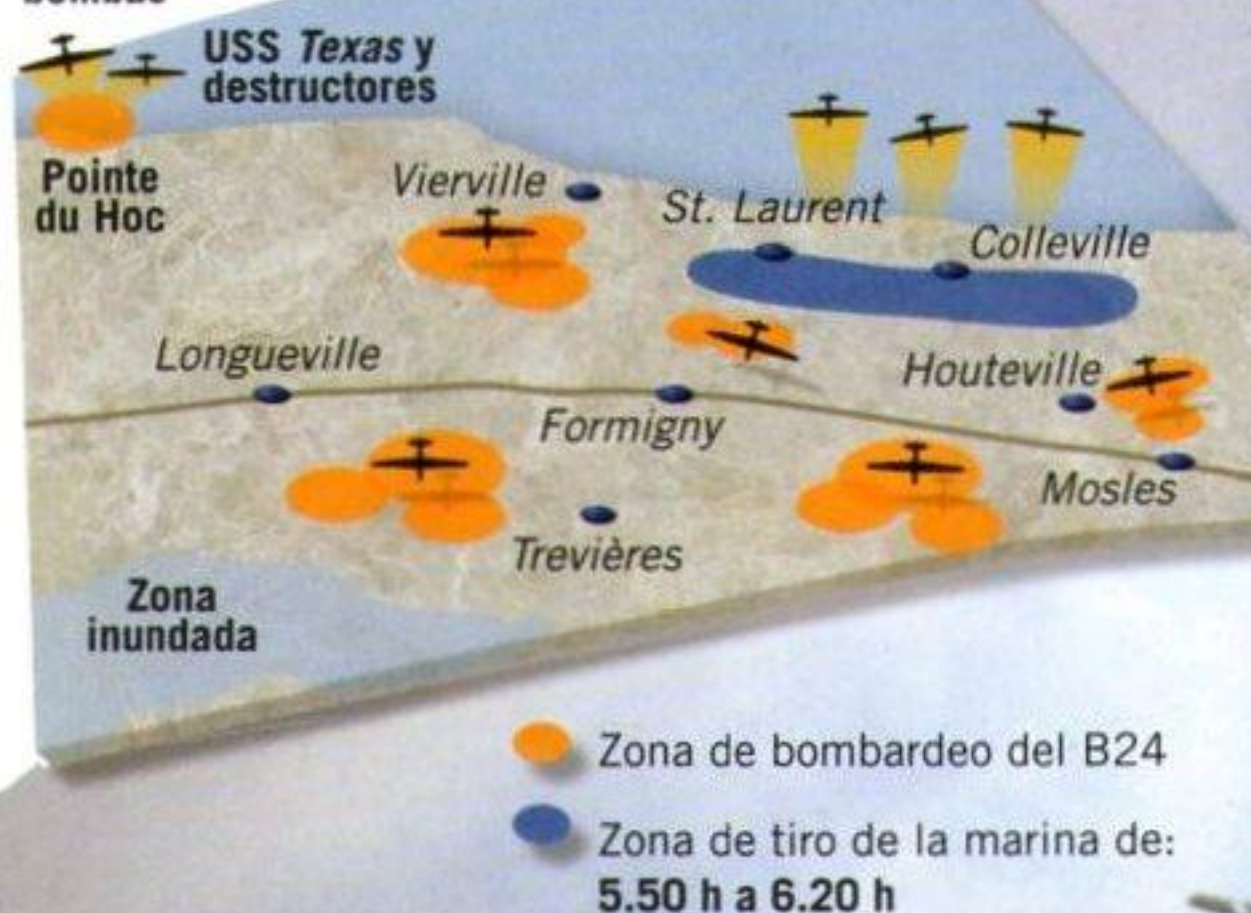 USS Texas y
destructores
Pointe
du Hoc
Vierville
St. Laurent
Colleville
Longueville
Houteville
Formigny
Mosles
Trevières
Zona
inundada
Zona de bombardeo del B24
Zona de tiro de la marina de:
5.50 h a 6.20 h